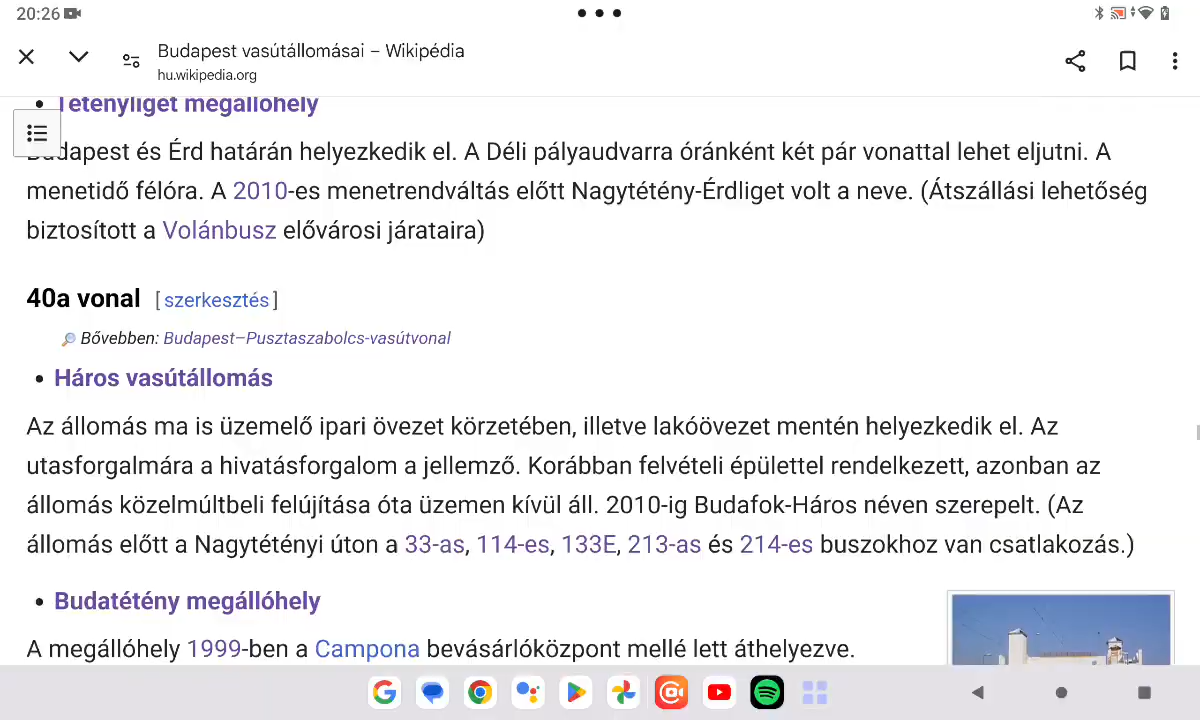 20:26
Budapest vasútállomásai – Wikipédia
hu.wikipedia.org
Tétényliget megállóhely
Budapest és Érd határán helyezkedik el. A Déli pályaudvarra óránként két pár vonattal lehet eljutni. A
menetidő félóra. A 2010-es menetrendváltás előtt Nagytétény-Érdliget volt a neve. (Átszállási lehetőség
biztosított a Volánbusz elővárosi járataira)
40a vonal [ szerkesztés ]
Bővebben: Budapest–Pusztaszabolcs-vasútvonal
Háros vasútállomás
Az állomás ma is üzemelő ipari övezet körzetében, illetve lakóövezet mentén helyezkedik el. Az
utasforgalmára a hivatásforgalom a jellemző. Korábban felvételi épülettel rendelkezett, azonban az
állomás közelmúltbeli felújítása óta üzemen kívül áll. 2010-ig Budafok-Háros néven szerepelt. (Az
állomás előtt a Nagytétényi úton a 33-as, 114-es, 133E, 213-as és 214-es buszokhoz van csatlakozás.)
Budatétény megállóhely
A megállóhely 1999-ben a Campona bevásárlóközpont mellé lett áthelyezve.